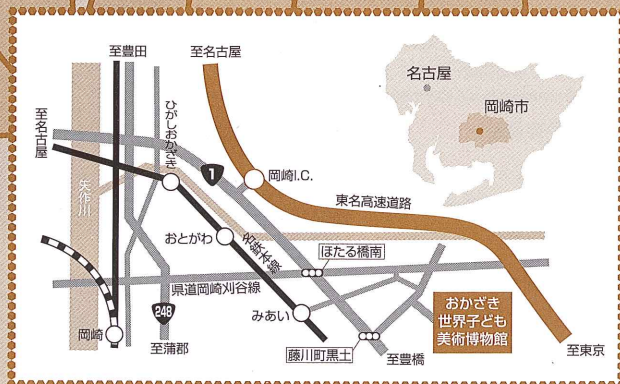 至豊田
至名古屋
名古屋
岡崎市
至名古屋
ひがしおかざき
1
岡崎I.C.
矢作川
東名高速道路
おとがわ
名鉄本線
ほたる橋南
県道岡崎刈谷線
248
みあい
おかざき
世界子ども
美術博物館
岡崎
至蒲郡
藤川町黒土
至豊橋
至東京